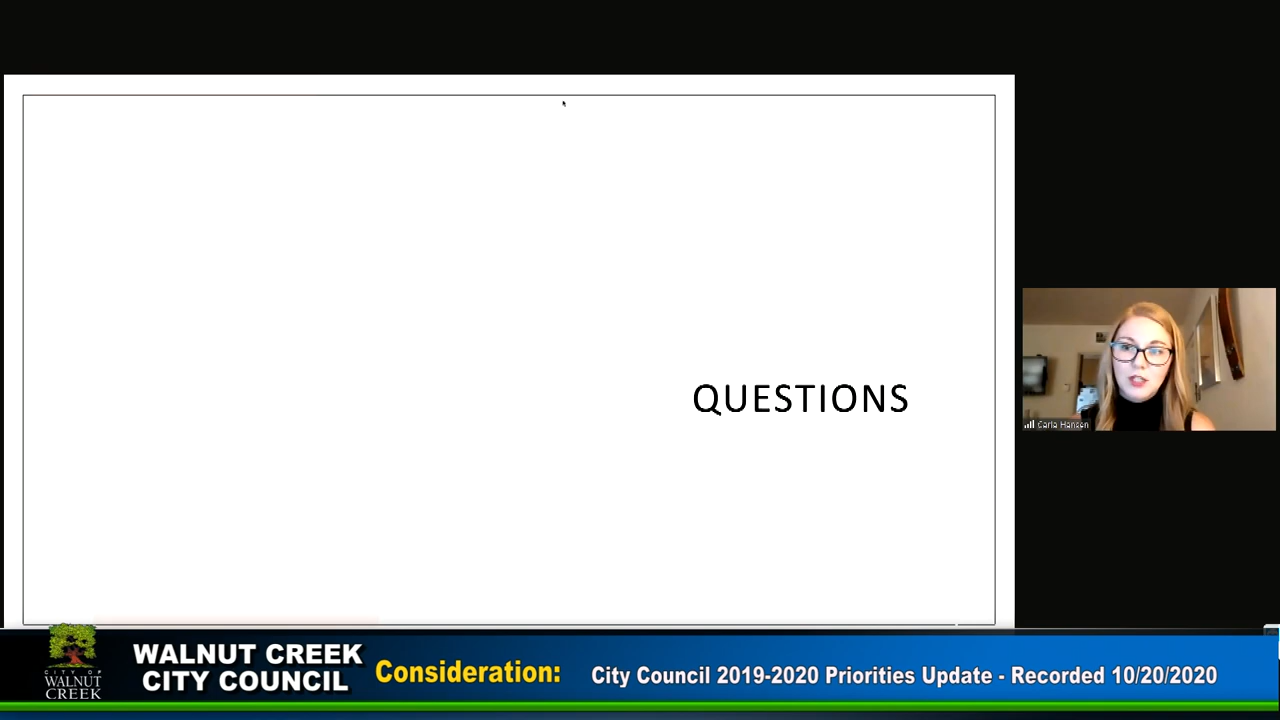 QUESTIONS
Carla Hansen
CITY OF
WALNUT
CREEK
WALNUT CREEK
CITY COUNCIL
Consideration:
City Council 2019-2020 Priorities Update - Recorded 10/20/2020